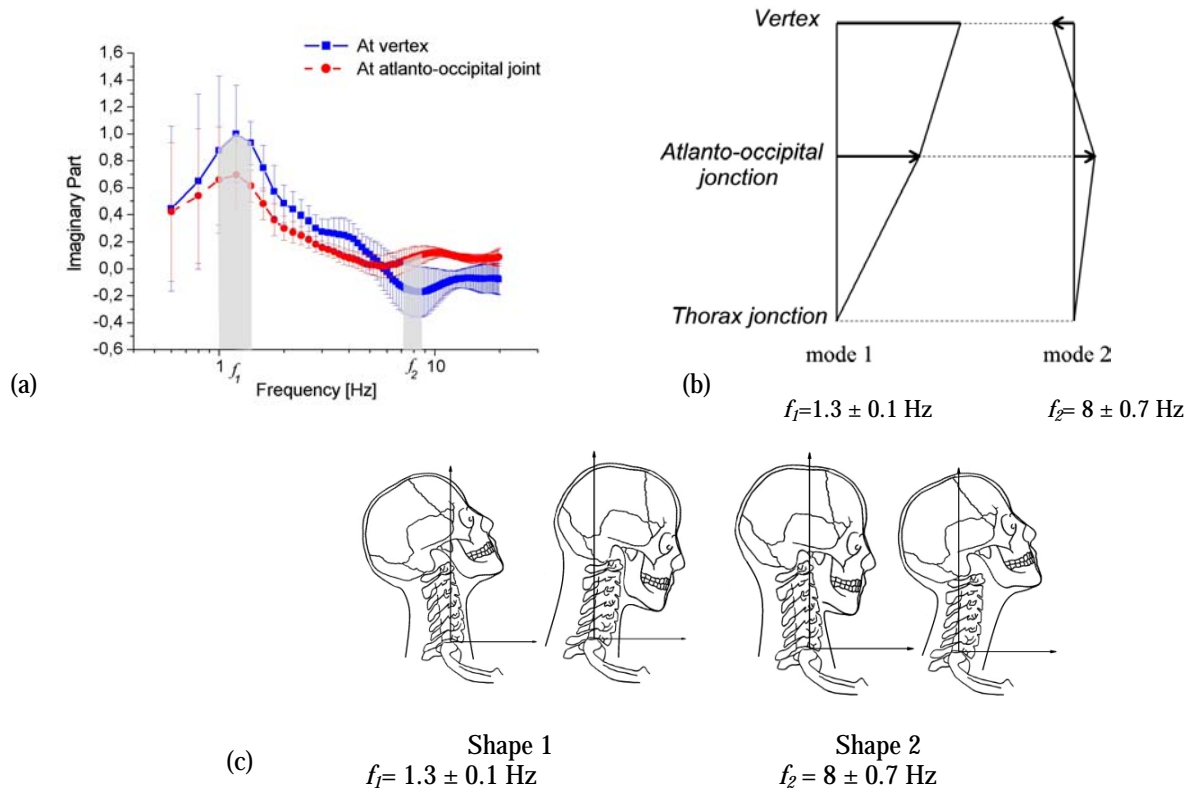 At vertex
At atlanto-occipital joint
1,6
1,4
1,2
1,0
0,8
0,6
0,4
0,2
0,0
-0,2
-0,4
-0,6
Imaginary Part
1 f1 f2 10
Frequency [Hz]
(a)
Vertex
Atlanto-occipital
jonction
Thorax jonction
mode 1 mode 2
(b)
f1=1.3 ± 0.1 Hz f2= 8 ± 0.7 Hz
Shape 1 Shape 2
(c)
f1= 1.3 ± 0.1 Hz f2 = 8 ± 0.7 Hz